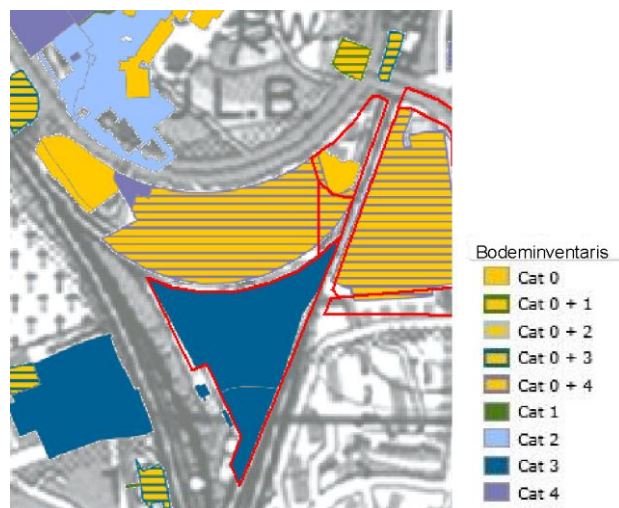 R.W.
J.L.B.
Bodeminventaris
Cat 0
Cat 0 + 1
Cat 0 + 2
Cat 0 + 3
Cat 0 + 4
Cat 1
Cat 2
Cat 3
Cat 4